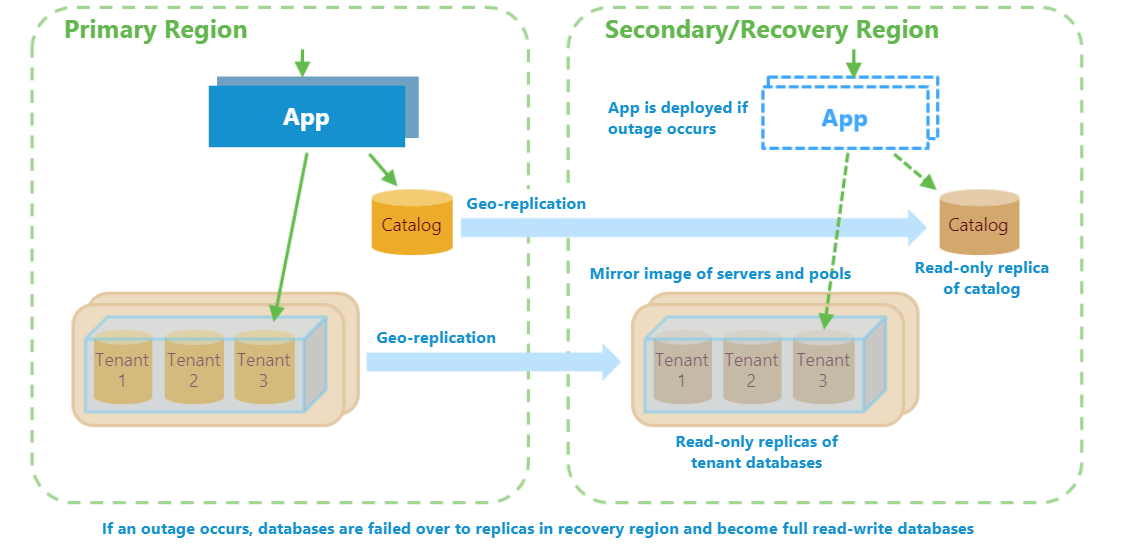 Primary Region
Secondary/Recovery Region
App
App is deployed if
outage occurs
App
Catalog
Geo-replication
Catalog
Read-only replica
of catalog
Mirror image of servers and pools
Geo-replication
Tenant
1
Tenant
2
Tenant
3
Tenant
1
Tenant
2
Tenant
3
Read-only replicas of
tenant databases
If an outage occurs, databases are failed over to replicas in recovery region and become full read-write databases